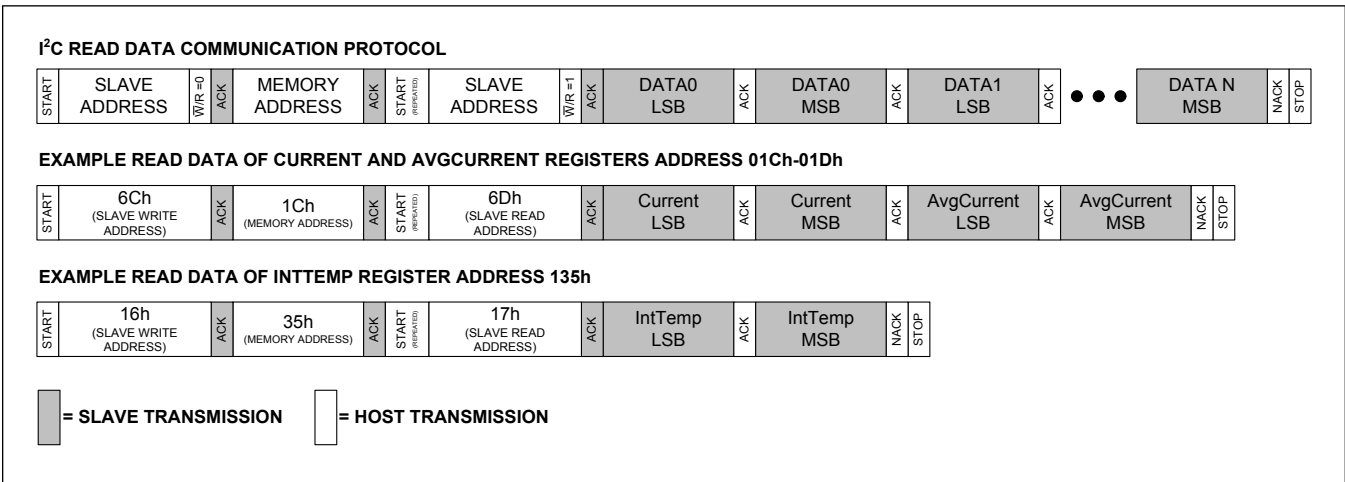 I²C READ DATA COMMUNICATION PROTOCOL
START SLAVE ADDRESS W̅/R =0 ACK MEMORY ADDRESS ACK START (REPEATED) SLAVE ADDRESS W̅/R =1 ACK DATA0 LSB ACK DATA0 MSB ACK DATA1 LSB ACK ●●● DATA N MSB NACK STOP
EXAMPLE READ DATA OF CURRENT AND AVGCURRENT REGISTERS ADDRESS 01Ch-01Dh
START 6Ch (SLAVE WRITE ADDRESS) ACK 1Ch (MEMORY ADDRESS) ACK START (REPEATED) 6Dh (SLAVE READ ADDRESS) ACK Current LSB ACK Current MSB ACK AvgCurrent LSB ACK AvgCurrent MSB NACK STOP
EXAMPLE READ DATA OF INTTEMP REGISTER ADDRESS 135h
START 16h (SLAVE WRITE ADDRESS) ACK 35h (MEMORY ADDRESS) ACK START (REPEATED) 17h (SLAVE READ ADDRESS) ACK IntTemp LSB ACK IntTemp MSB NACK STOP
= SLAVE TRANSMISSION = HOST TRANSMISSION